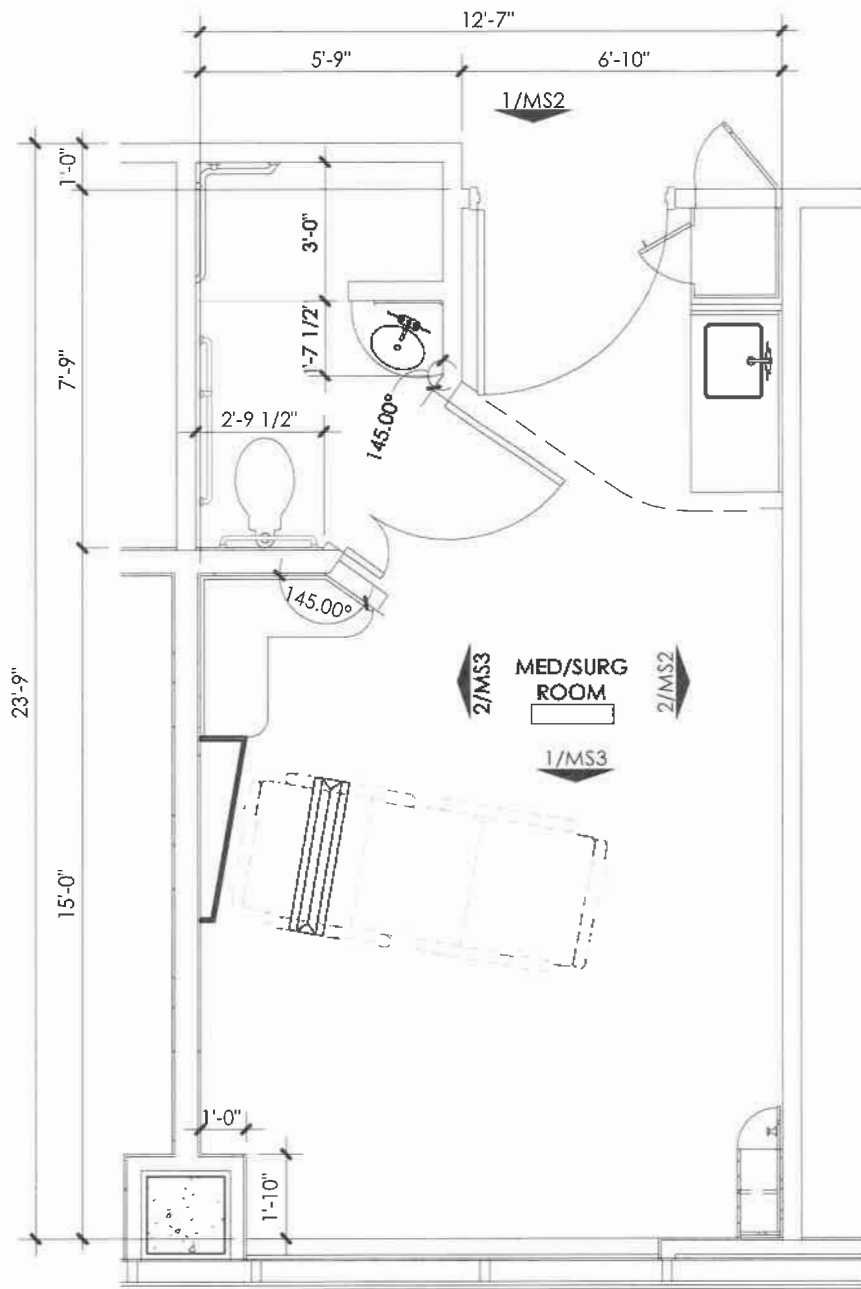 12'-7"
5'-9"
6'-10"
1/MS2
1'-0"
3'-0"
1'-7 1/2'
7'-9"
145.00°
2'-9 1/2"
145.00°
23'-9"
2/MS3
MED/SURG
ROOM
2/MS2
1/MS3
15'-0"
1'-0"
1'-10"